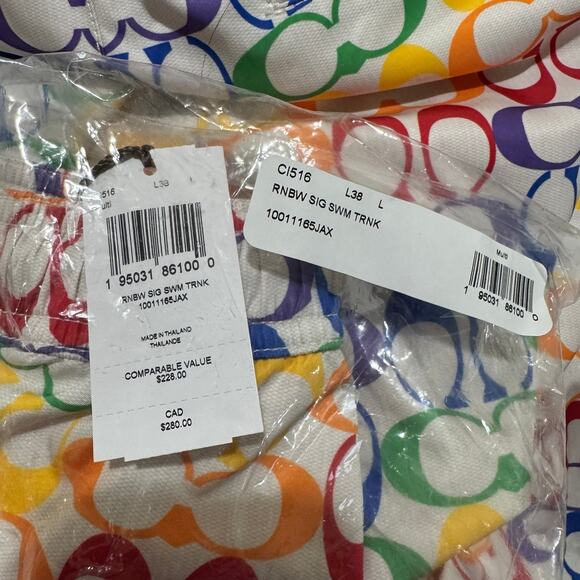 CI516 L38 L
Multi
1 95031 86100 0
RNBW SIG SWM TRNK
10011165JAX
MADE IN THAILAND
THAILANDE
COMPARABLE VALUE
$228.00
CAD
$280.00
CI516 L38 L
RNBW SIG SWM TRNK
10011165JAX
Multi
1 95031 86100 0